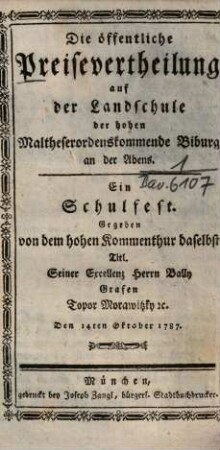 Die öffentliche
Preisevertheilung
auf
der Landschule
der hohen
Maltheserordenskommende Biburg
an der Abens.
1
Bav. 6107
Ein
Schulfest.
Gegeben
von dem hohen Kommenthur daselbst
Titl.
Seiner Excellenz Herrn Bally
Grafen
Topor Morawitzky ꝛc.
Den 14ten Oktober 1787.
München,
gedruckt bey Joseph Zangl, bürgerl. Stadtbuchdrucker.